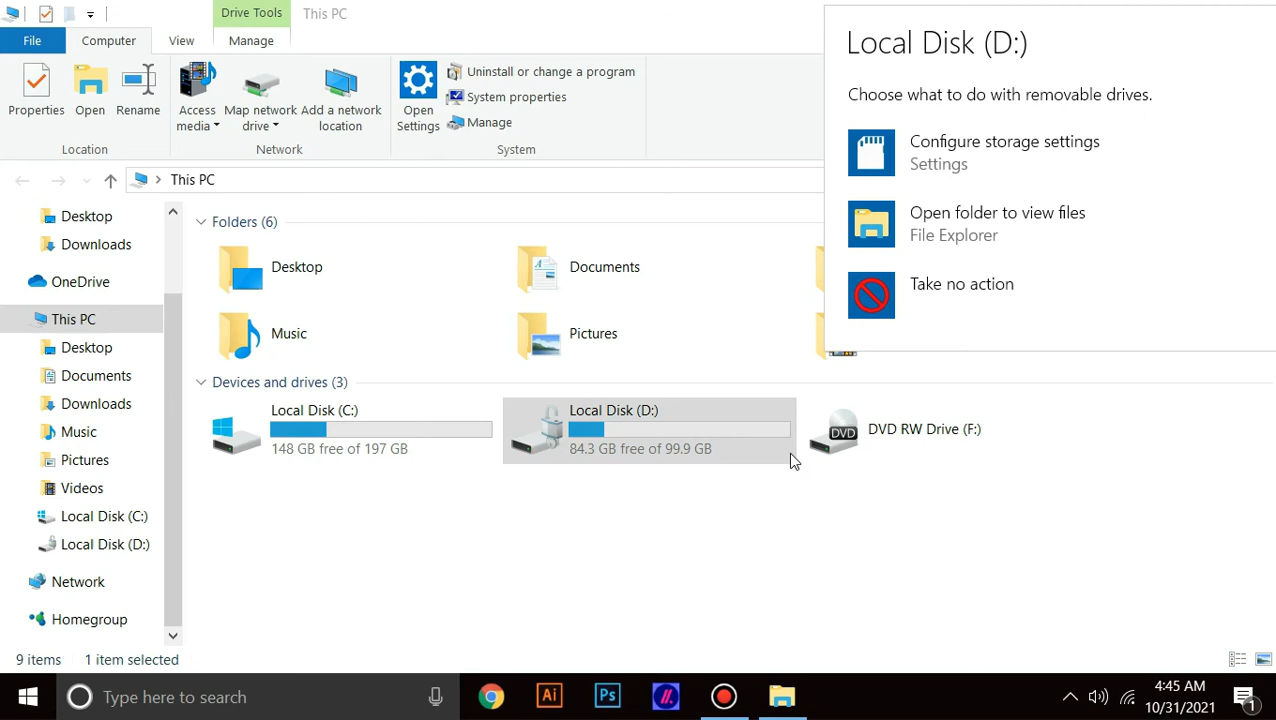 Drive Tools
This PC
File
Computer
View
Manage
Properties
Open
Rename
Access media
Map network drive
Add a network location
Open Settings
Uninstall or change a program
System properties
Manage
Location
Network
System
This PC
Desktop
Downloads
OneDrive
This PC
Desktop
Documents
Downloads
Music
Pictures
Videos
Local Disk (C:)
Local Disk (D:)
Network
Homegroup
Folders (6)
Desktop
Documents
Music
Pictures
Devices and drives (3)
Local Disk (C:)
148 GB free of 197 GB
Local Disk (D:)
84.3 GB free of 99.9 GB
DVD
DVD RW Drive (F:)
Local Disk (D:)
Choose what to do with removable drives.
Configure storage settings
Settings
Open folder to view files
File Explorer
Take no action
9 items
1 item selected
Type here to search
Ai
Ps
4:45 AM
10/31/2021
1